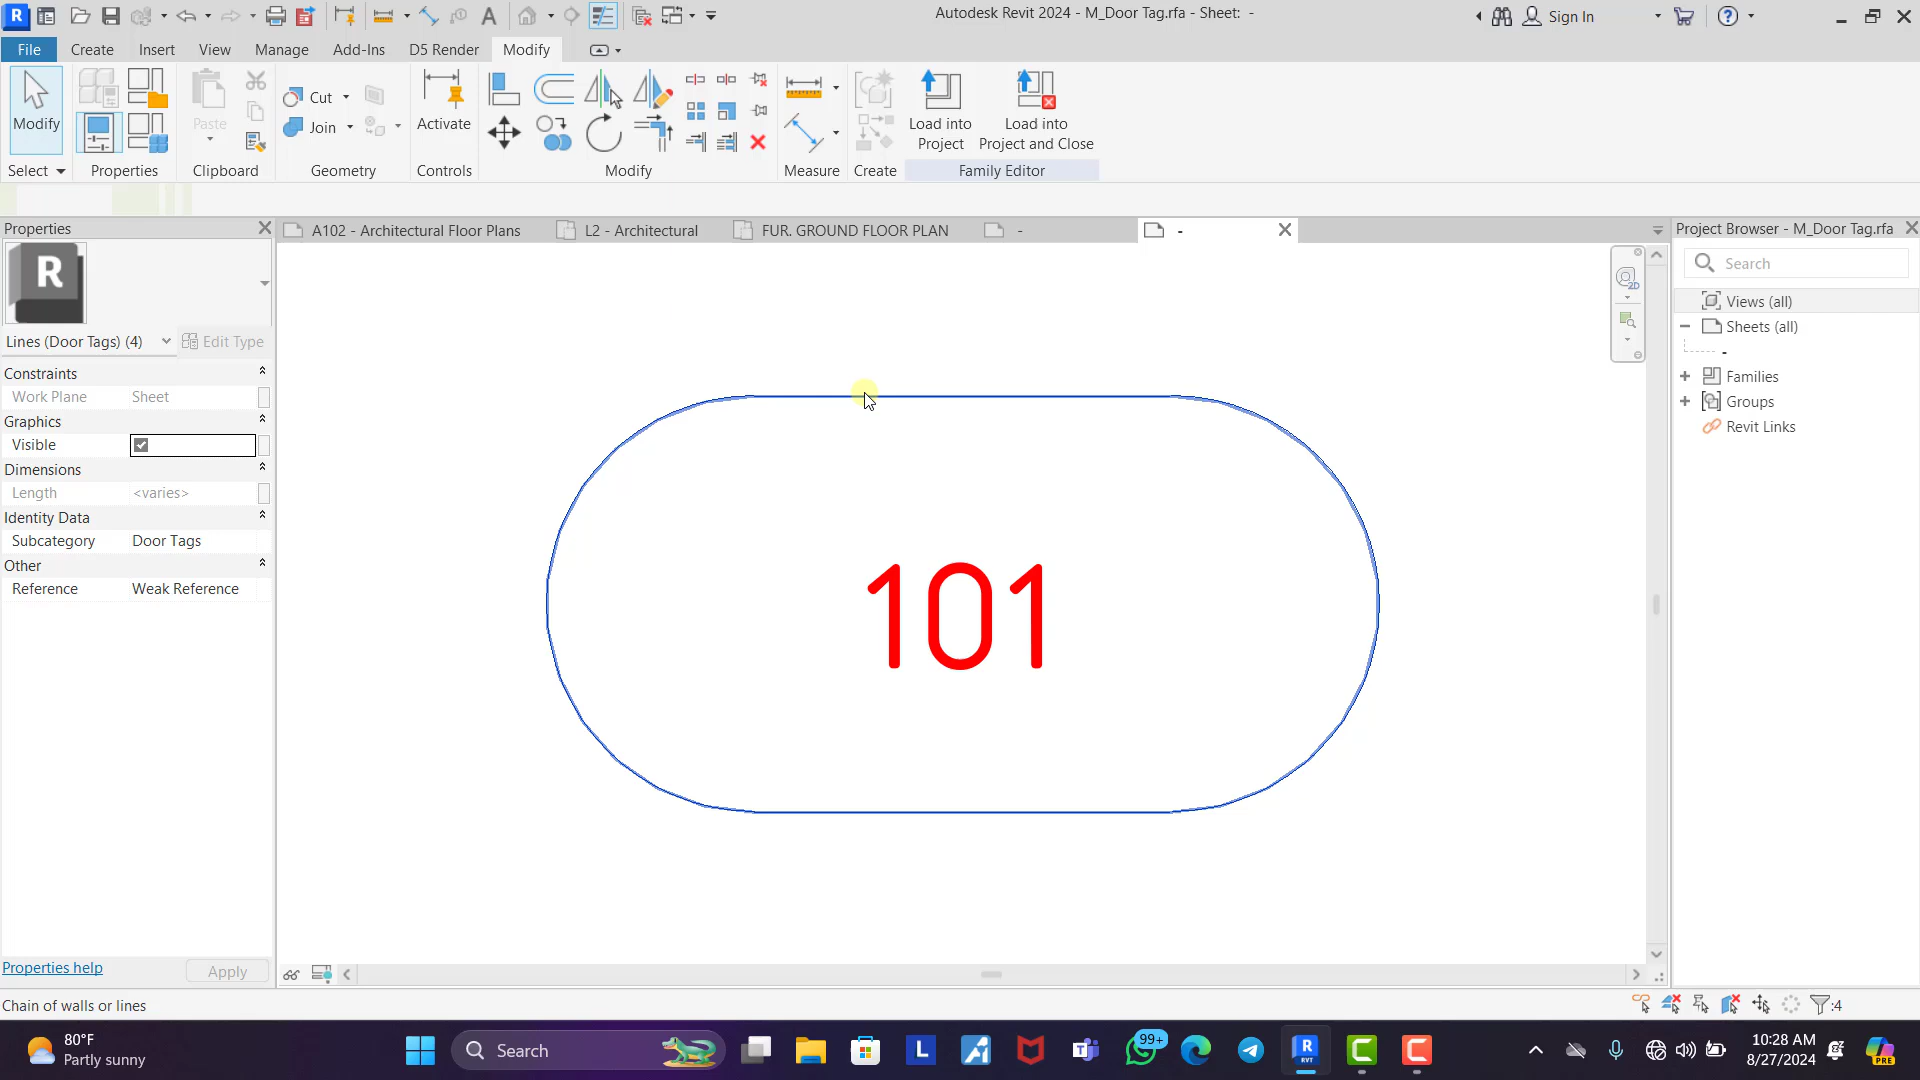 Autodesk Revit 2024 - M_Door Tag.rfa - Sheet: -
Sign In
File Create Insert View Manage Add-Ins D5 Render Modify
Modify
Paste
Cut
Join
Activate
Load into Project
Load into Project and Close
Select Properties Clipboard Geometry Controls Modify Measure Create Family Editor
Properties
A102 - Architectural Floor Plans
L2 - Architectural
FUR. GROUND FLOOR PLAN
-
-
Project Browser - M_Door Tag.rfa
R
Search
Views (all)
Sheets (all)
-
Families
Groups
Revit Links
2D
Lines (Door Tags) (4)
Edit Type
Constraints
Work Plane Sheet
Graphics
Visible
Dimensions
Length <varies>
Identity Data
Subcategory Door Tags
Other
Reference Weak Reference
101
Properties help
Apply
Chain of walls or lines
:4
80°F
Partly sunny
Search
L
99+
R
RVT
C
C
10:28 AM
8/27/2024
PRE